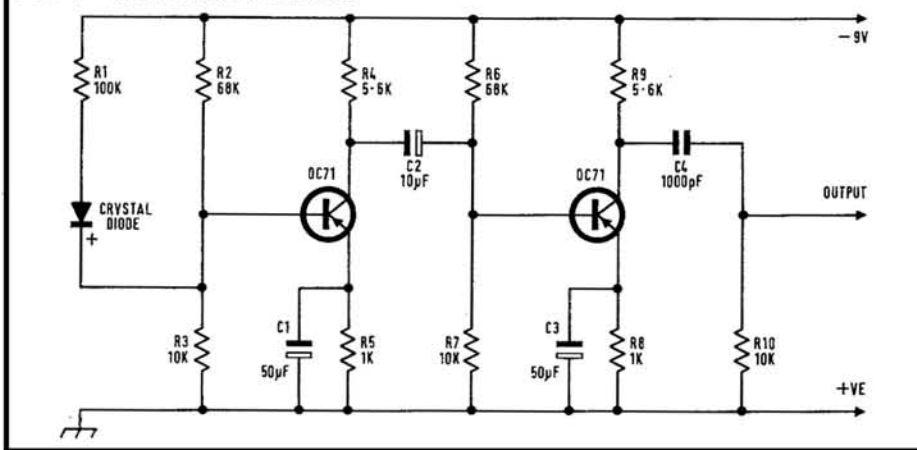 −9V
R1
100K
R2
68K
R4
5·6K
R6
68K
R9
5·6K
C2
10µF
C4
1000pF
OC71
OC71
OUTPUT
CRYSTAL
DIODE
+
R3
10K
C1
50µF
R5
1K
R7
10K
C3
50µF
R8
1K
R10
10K
+VE